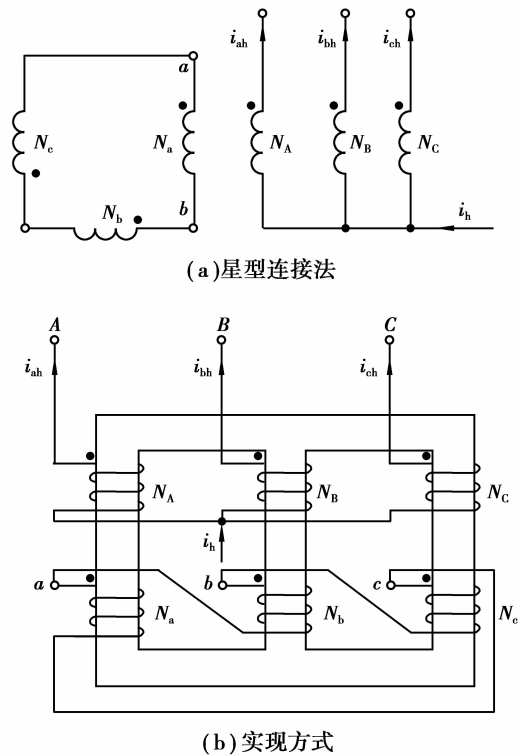 a
i_ah
i_bh
i_ch
N_c
N_a
N_A
N_B
N_C
N_b
b
i_h
(a)星型连接法
A
B
C
i_ah
i_bh
i_ch
N_A
N_B
N_C
i_h
a
b
c
N_a
N_b
N_c
(b)实现方式